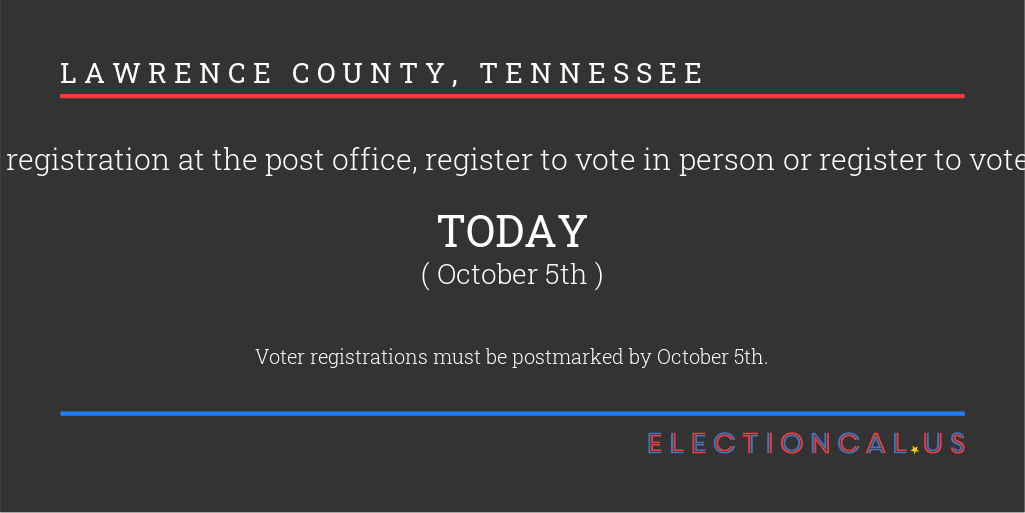 LAWRENCE COUNTY, TENNESSEE
registration at the post office, register to vote in person or register to vote
TODAY
( October 5th )
Voter registrations must be postmarked by October 5th.
ELECTIONCAL.US